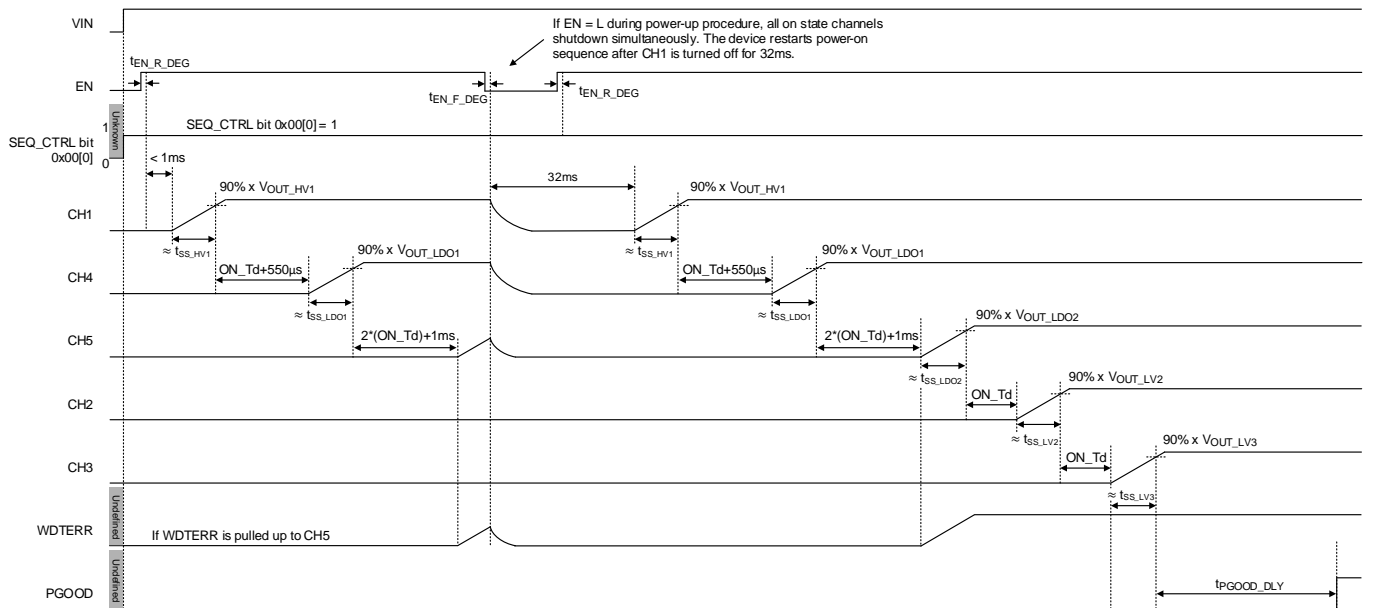 VIN
If EN = L during power-up procedure, all on state channels
shutdown simultaneously. The device restarts power-on
sequence after CH1 is turned off for 32ms.
tEN_R_DEG
EN
tEN_F_DEG
tEN_R_DEG
Unknown
1
SEQ_CTRL bit 0x00[0] = 1
SEQ_CTRL bit
0x00[0]
0
< 1ms
32ms
90% x VOUT_HV1
90% x VOUT_HV1
CH1
≈ tSS_HV1
≈ tSS_HV1
90% x VOUT_LDO1
90% x VOUT_LDO1
ON_Td+550µs
ON_Td+550µs
CH4
≈ tSS_LDO1
≈ tSS_LDO1
90% x VOUT_LDO2
2*(ON_Td)+1ms
2*(ON_Td)+1ms
CH5
≈ tSS_LDO2
90% x VOUT_LV2
ON_Td
CH2
≈ tSS_LV2
90% x VOUT_LV3
ON_Td
CH3
≈ tSS_LV3
Undefined
WDTERR
If WDTERR is pulled up to CH5
Undefined
tPGOOD_DLY
PGOOD